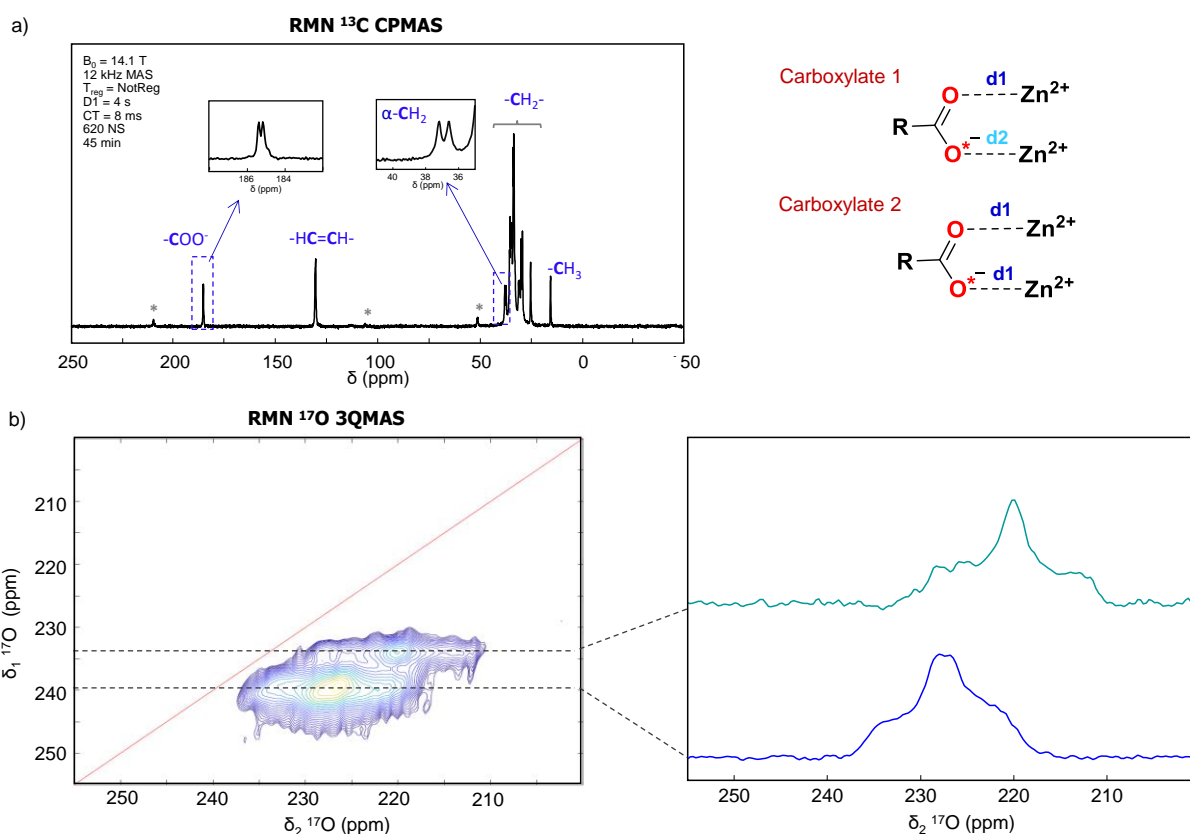 a)
RMN ¹³C CPMAS
B₀ = 14.1 T
12 kHz MAS
Tᵣₑg = NotReg
D1 = 4 s
CT = 8 ms
620 NS
45 min
186 184
δ (ppm)
α-CH₂
40 38 36
δ (ppm)
-CH₂-
-COO⁻
-HC=CH-
-CH₃
* * *
250 200 150 100 50 0 -50
δ (ppm)
Carboxylate 1
R O d1 Zn²⁺
O*⁻ d2 Zn²⁺
Carboxylate 2
R O d1 Zn²⁺
O*⁻ d1 Zn²⁺
b)
RMN ¹⁷O 3QMAS
δ₁ ¹⁷O (ppm)
210
220
230
240
250
250 240 230 220 210
δ₂ ¹⁷O (ppm)
250 240 230 220 210
δ₂ ¹⁷O (ppm)